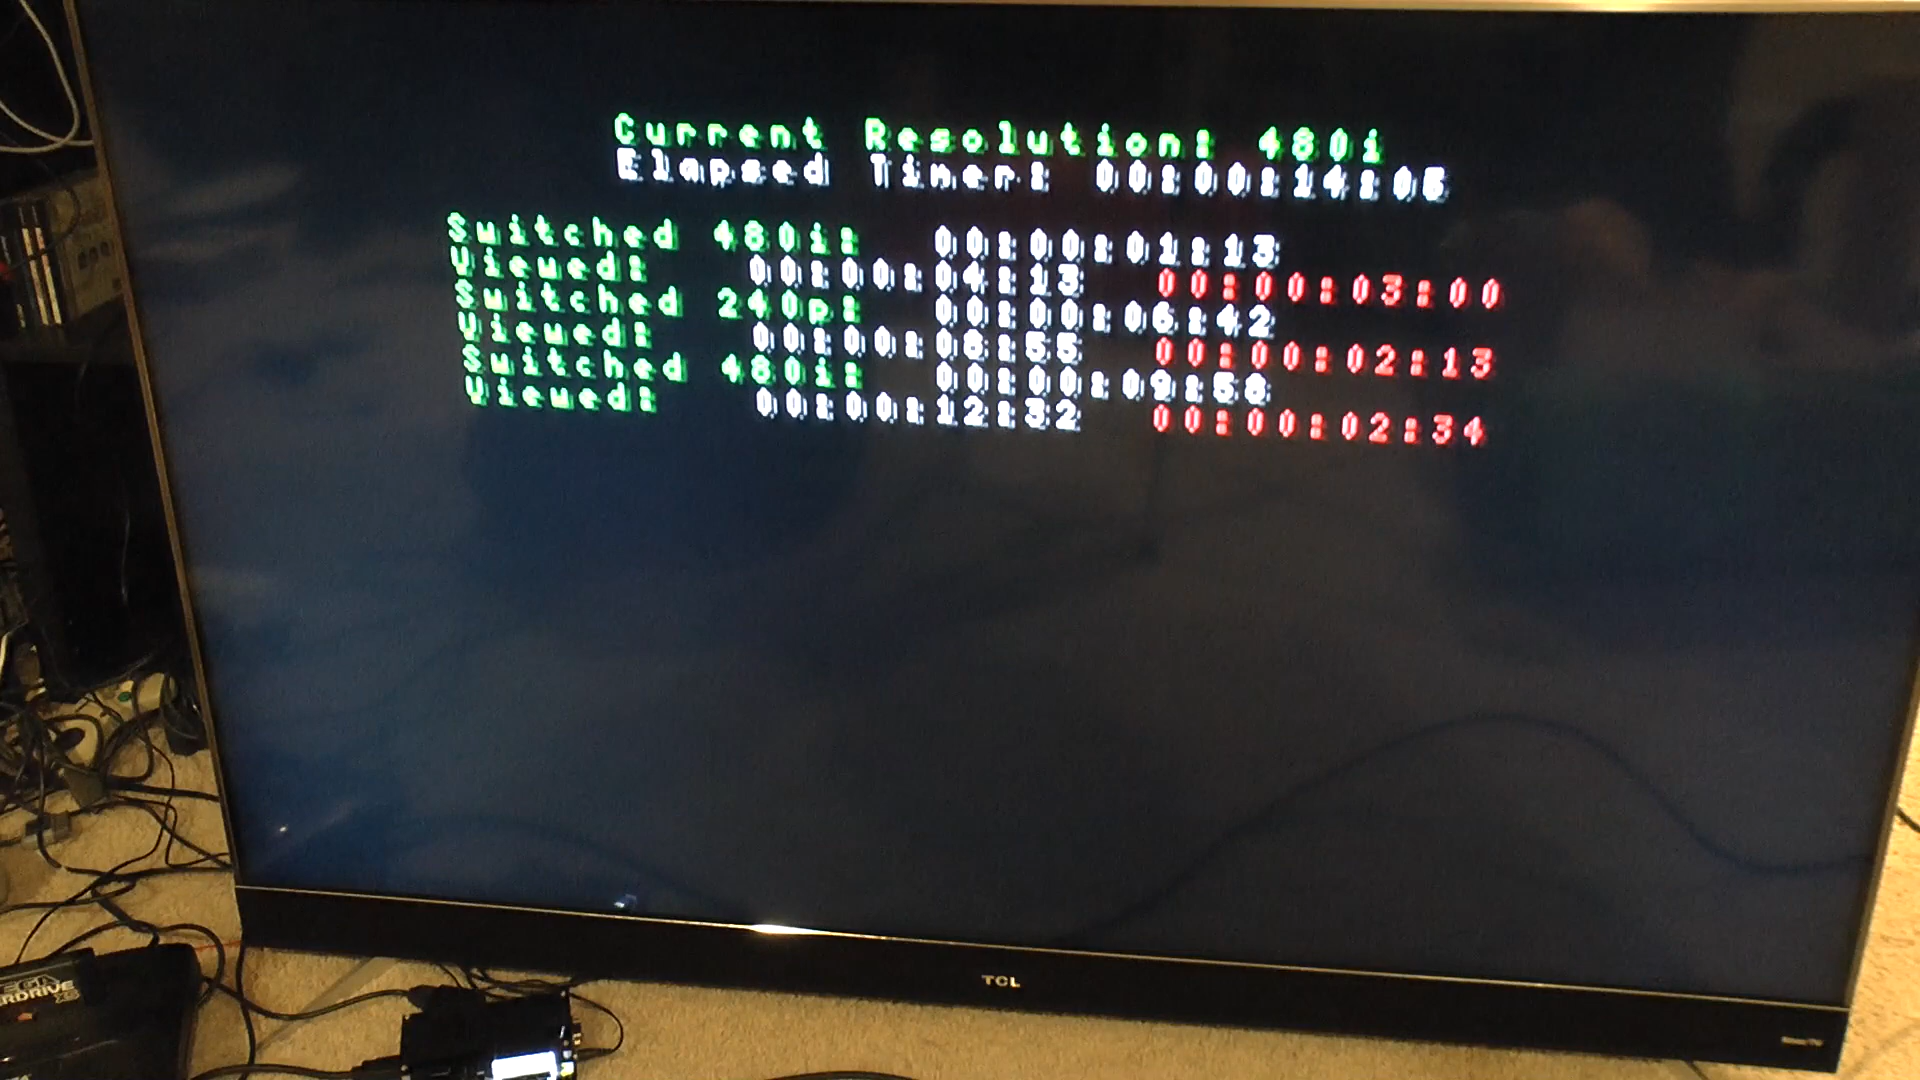 Current Resolution: 480i
Elapsed Timer: 00:00:14:05
Switched 480i: 00:00:01:13
Viewed: 00:00:04:13 00:00:03:00
Switched 240p: 00:00:06:42
Viewed: 00:00:08:55 00:00:02:13
Switched 480i: 00:00:09:58
Viewed: 00:00:12:32 00:00:02:34
TCL